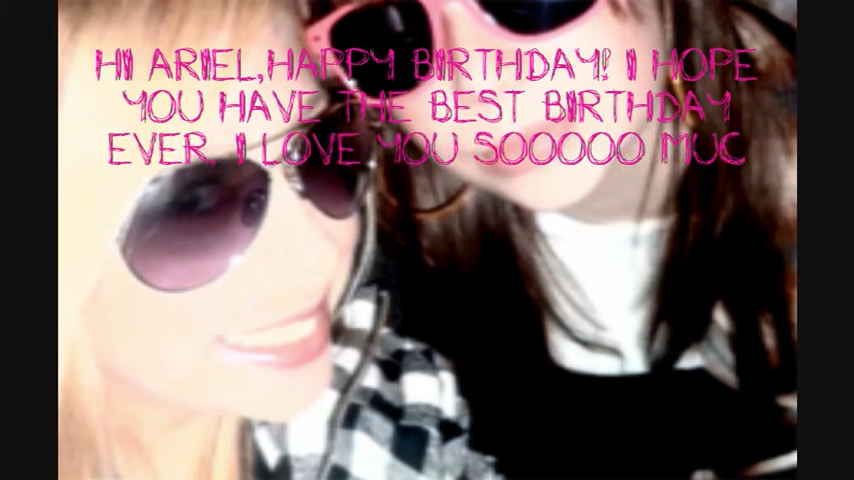 HI ARIEL,HAPPY BIRTHDAY! I HOPE
YOU HAVE THE BEST BIRTHDAY
EVER. I LOVE YOU SOOOOO MUC